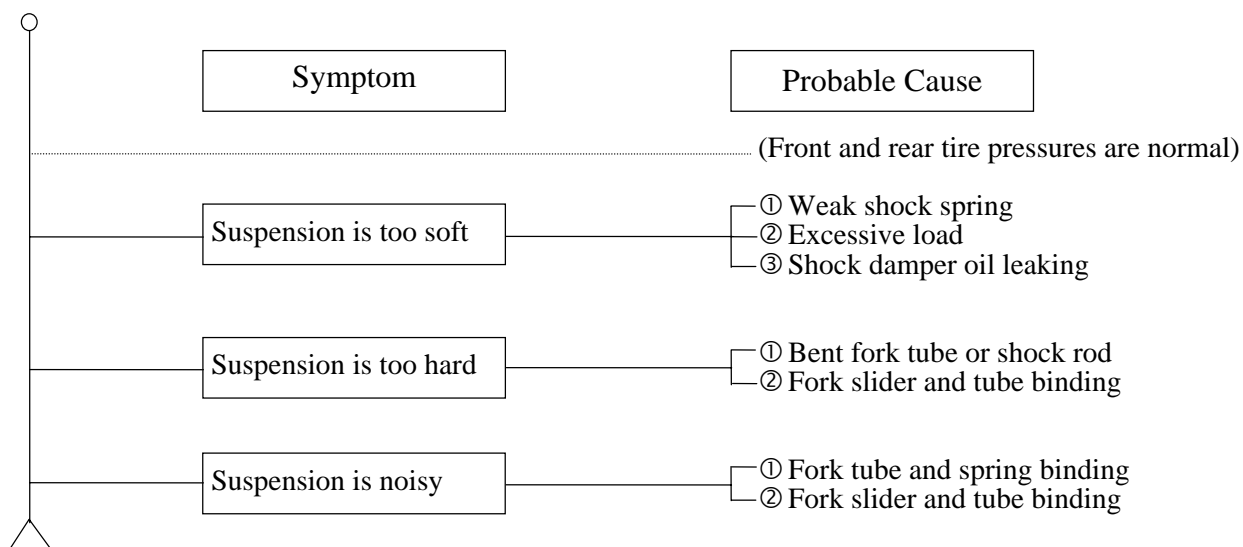 Symptom
Probable Cause
(Front and rear tire pressures are normal)
Suspension is too soft
① Weak shock spring
② Excessive load
③ Shock damper oil leaking
Suspension is too hard
① Bent fork tube or shock rod
② Fork slider and tube binding
Suspension is noisy
① Fork tube and spring binding
② Fork slider and tube binding